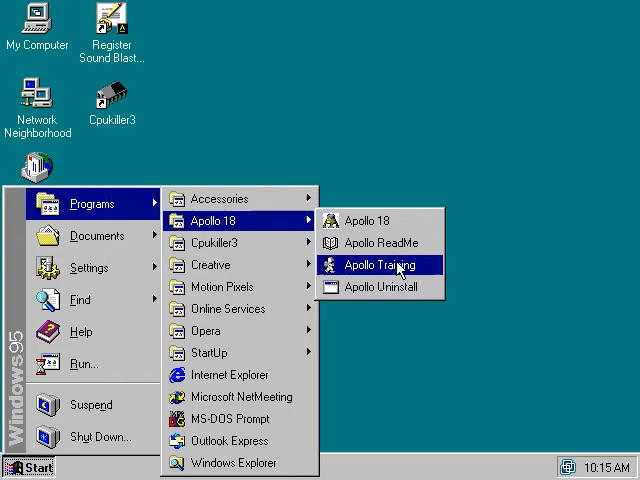 My Computer
Register
Sound Blast...
Network
Neighborhood
Cpukiller3
Programs
Documents
Settings
Find
Help
Run...
Suspend
Shut Down...
Windows95
Accessories
Apollo 18
Cpukiller3
Creative
Motion Pixels
Online Services
Opera
StartUp
Internet Explorer
Microsoft NetMeeting
MS-DOS Prompt
Outlook Express
Windows Explorer
Apollo 18
Apollo ReadMe
Apollo Training
Apollo Uninstall
Start
10:15 AM